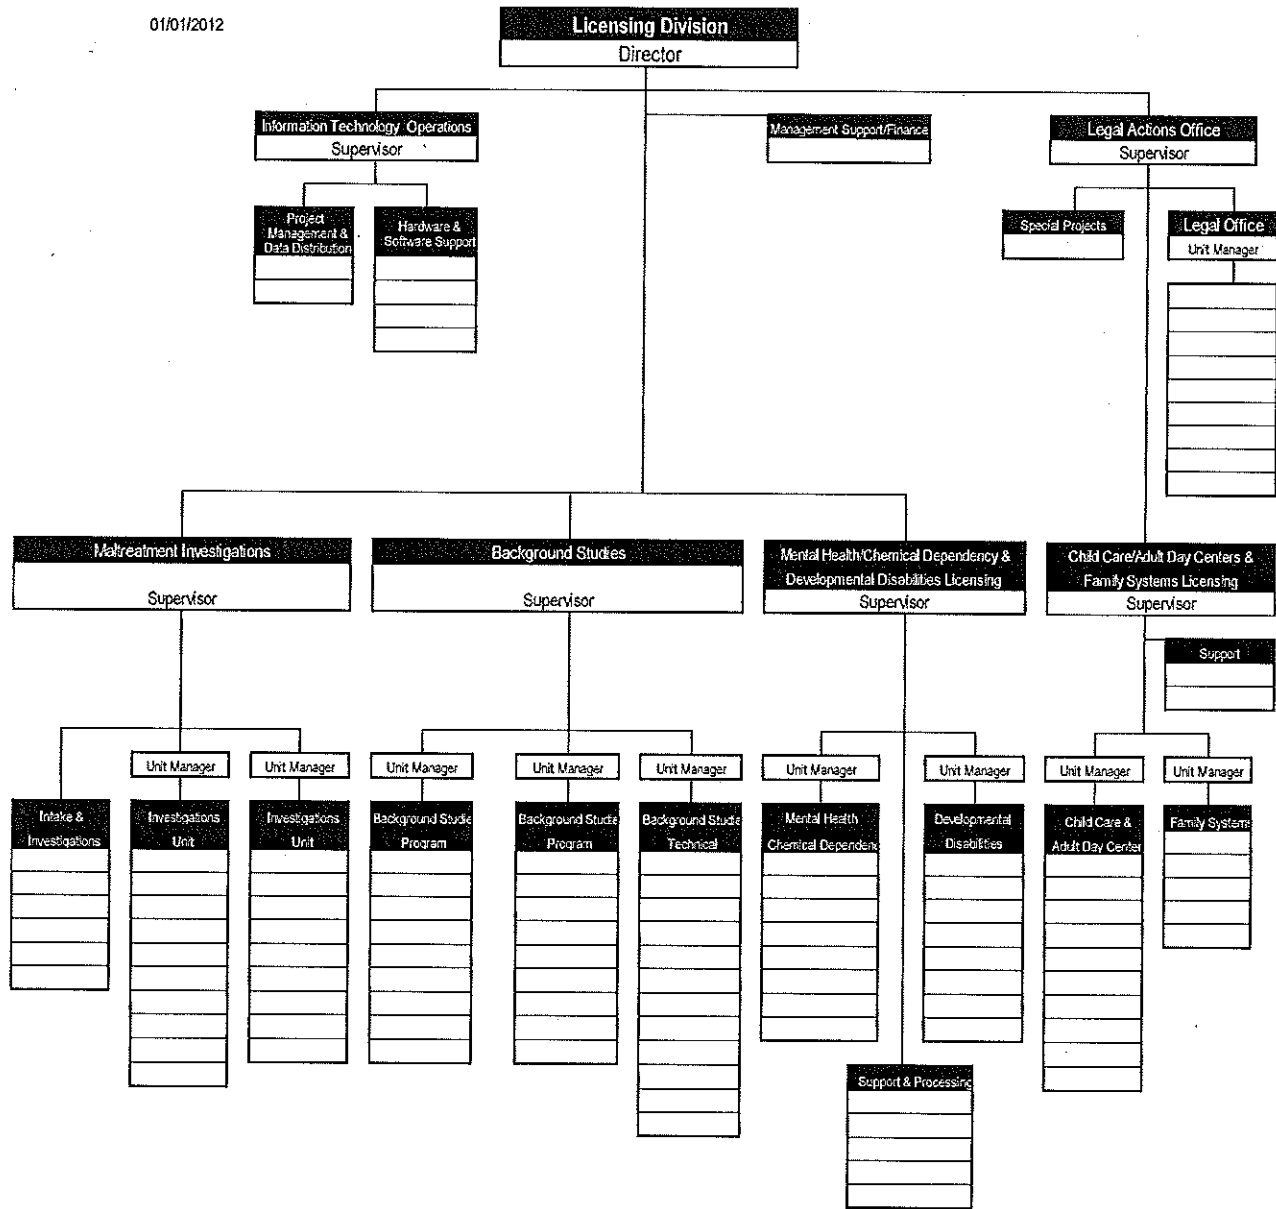 01/01/2012
Licensing Division
Director
Information Technology Operations
Supervisor
Management Support/Finance
Legal Actions Office
Supervisor
Project
Management &
Data Distribution
Hardware &
Software Support
Special Projects
Legal Office
Unit Manager
Maltreatment Investigations
Supervisor
Background Studies
Supervisor
Mental Health/Chemical Dependency &
Developmental Disabilities Licensing
Supervisor
Child Care/Adult Day Centers &
Family Systems Licensing
Supervisor
Support
Unit Manager
Unit Manager
Unit Manager
Unit Manager
Unit Manager
Unit Manager
Unit Manager
Unit Manager
Unit Manager
Intake &
Investigations
Investigations
Unit
Investigations
Unit
Background Studie
Program
Background Studie
Program
Background Studie
Technical
Mental Health
Chemical Dependenc
Developmental
Disabilities
Child Care &
Adult Day Center
Family Systems
Support & Processing